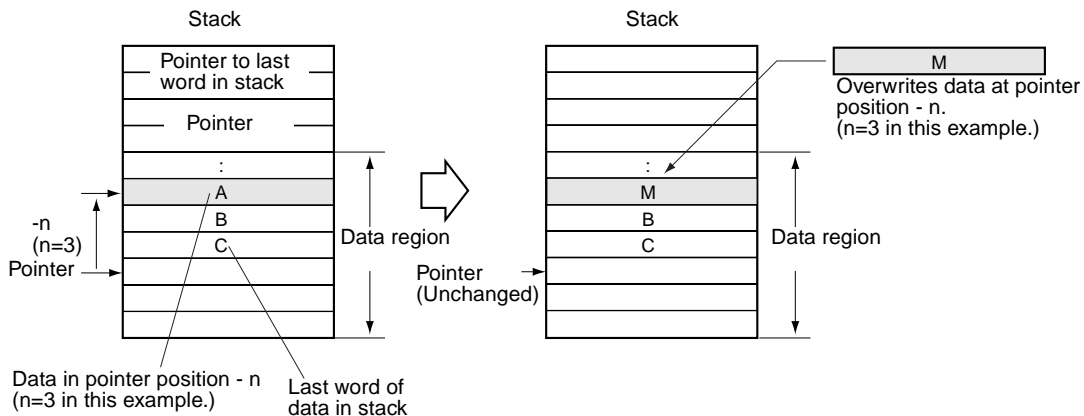 Stack
Pointer to last
word in stack
Pointer
:
A
B
C
-n
(n=3)
Pointer
Data region
Data in pointer position - n
(n=3 in this example.)
Last word of
data in stack
Stack
:
M
B
C
Pointer
(Unchanged)
Data region
M
Overwrites data at pointer
position - n.
(n=3 in this example.)